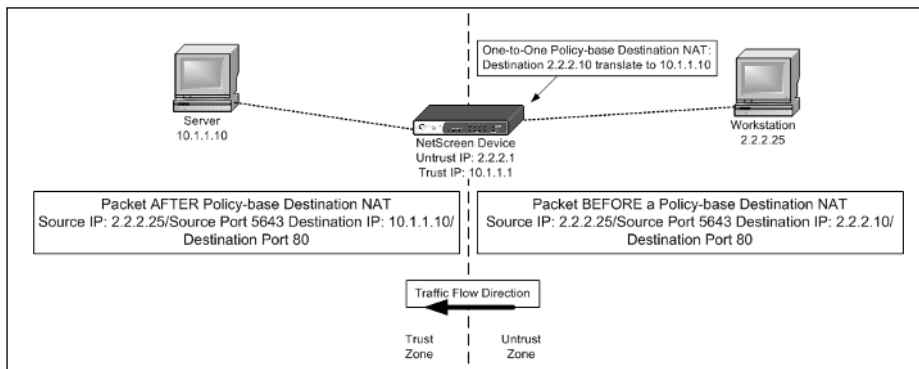 One-to-One Policy-base Destination NAT:
Destination 2.2.2.10 translate to 10.1.1.10
Server
10.1.1.10
NetScreen Device
Untrust IP: 2.2.2.1
Trust IP: 10.1.1.1
Workstation
2.2.2.25
Packet AFTER Policy-base Destination NAT
Source IP: 2.2.2.25/Source Port 5643 Destination IP: 10.1.1.10/
Destination Port 80
Packet BEFORE a Policy-base Destination NAT
Source IP: 2.2.2.25/Source Port 5643 Destination IP: 2.2.2.10/
Destination Port 80
Traffic Flow Direction
Trust
Zone
Untrust
Zone